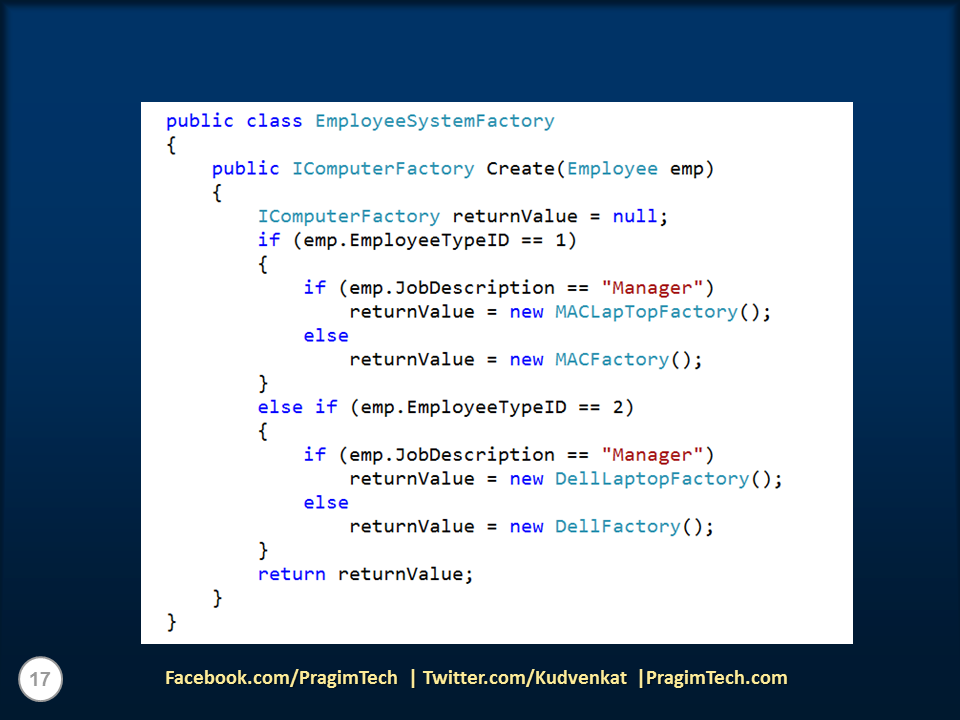 public class EmployeeSystemFactory
{
    public IComputerFactory Create(Employee emp)
    {
        IComputerFactory returnValue = null;
        if (emp.EmployeeTypeID == 1)
        {
            if (emp.JobDescription == "Manager")
                returnValue = new MACLapTopFactory();
            else
                returnValue = new MACFactory();
        }
        else if (emp.EmployeeTypeID == 2)
        {
            if (emp.JobDescription == "Manager")
                returnValue = new DellLaptopFactory();
            else
                returnValue = new DellFactory();
        }
        return returnValue;
    }
}
17
Facebook.com/PragimTech | Twitter.com/Kudvenkat |PragimTech.com